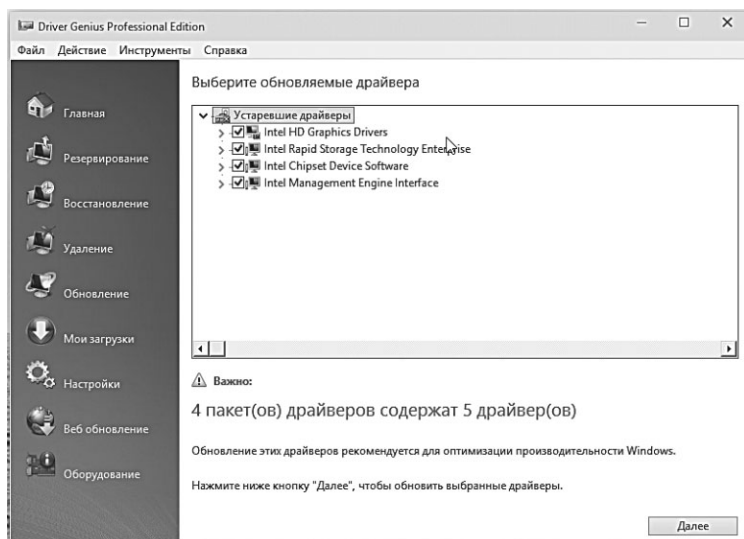 Driver Genius Professional Edition
Файл Действие Инструменты Справка
Главная
Резервирование
Восстановление
Удаление
Обновление
Мои загрузки
Настройки
Веб обновление
Оборудование
Выберите обновляемые драйвера
Устаревшие драйверы
Intel HD Graphics Drivers
Intel Rapid Storage Technology Enterprise
Intel Chipset Device Software
Intel Management Engine Interface
Важно:
4 пакет(ов) драйверов содержат 5 драйвер(ов)
Обновление этих драйверов рекомендуется для оптимизации производительности Windows.
Нажмите ниже кнопку "Далее", чтобы обновить выбранные драйверы.
Далее